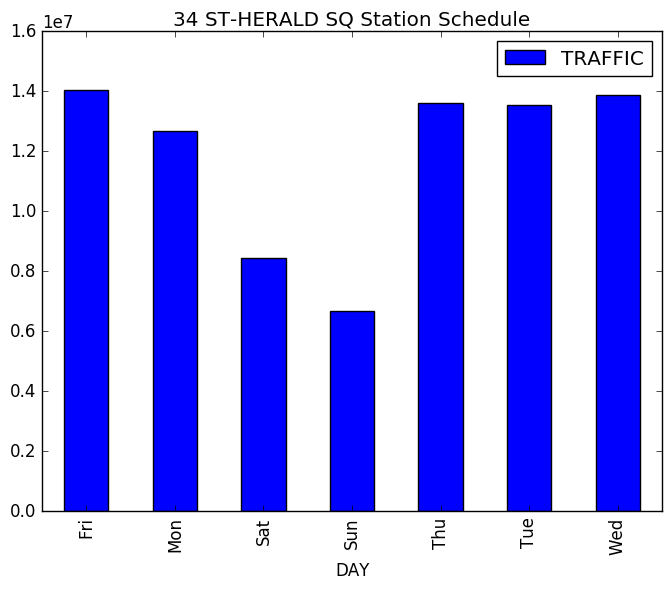 34 ST-HERALD SQ Station Schedule
1e7
TRAFFIC
1.6
1.4
1.2
1.0
0.8
0.6
0.4
0.2
0.0
Fri Mon Sat Sun Thu Tue Wed
DAY